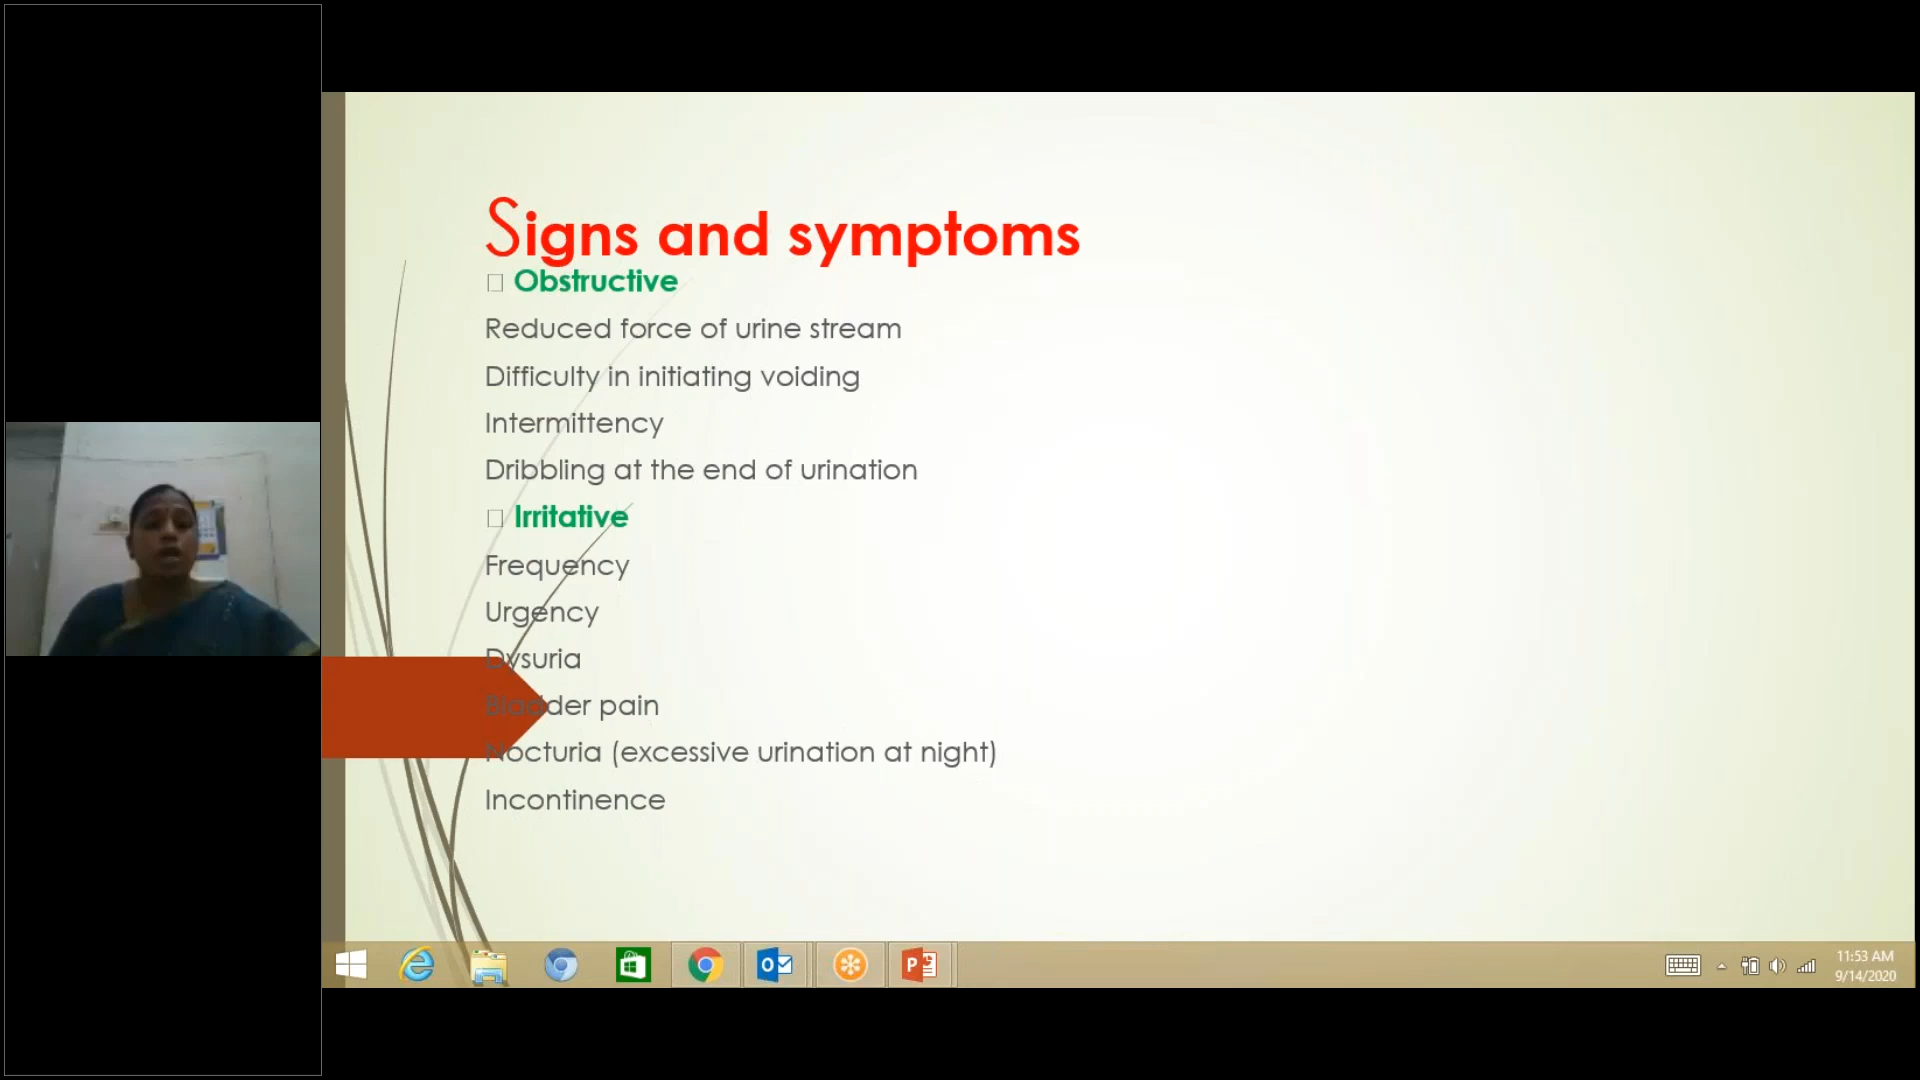 Signs and symptoms
Obstructive
Reduced force of urine stream
Difficulty in initiating voiding
Intermittency
Dribbling at the end of urination
Irritative
Frequency
Urgency
Dysuria
Bladder pain
Nocturia (excessive urination at night)
Incontinence
11:53 AM
9/14/2020